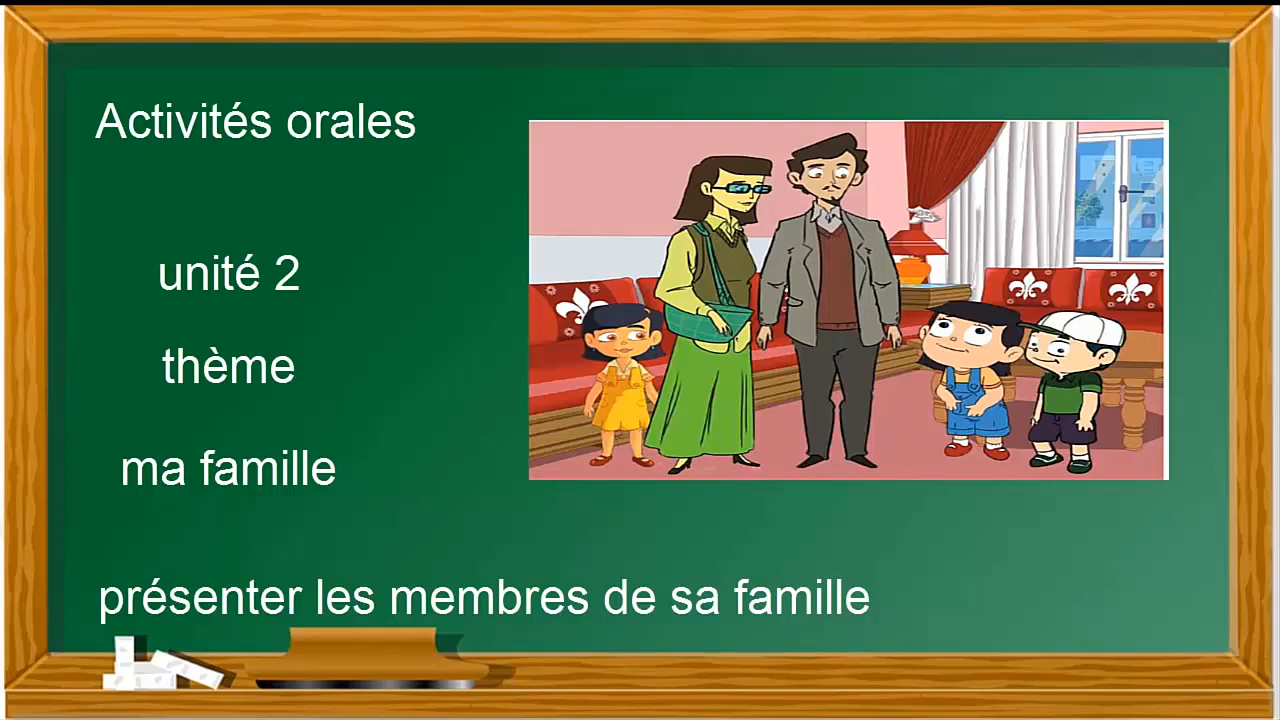 Activités orales
unité 2
thème
ma famille
présenter les membres de sa famille